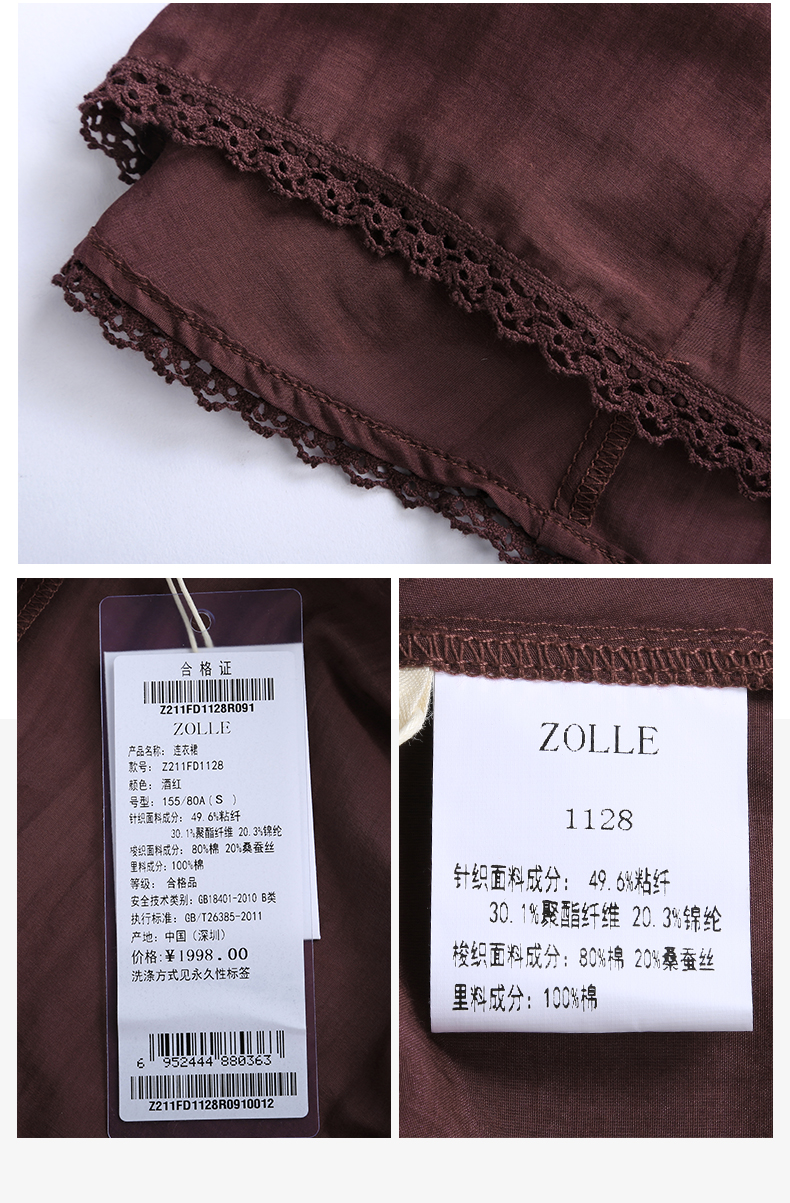 合格证
Z211FD1128R091
ZOLLE
产品名称： 连衣裙
款号： Z211FD1128
颜色： 酒红
号型：155/80A(S )
针织面料成分： 49.6%粘纤
30.1%聚酯纤维 20.3%锦纶
梭织面料成分： 80%棉 20%桑蚕丝
里料成分：100%棉
等级： 合格品
安全技术类别：GB18401-2010 B类
执行标准：GB/T26385-2011
产地：中国（深圳）
价格:¥1998.00
洗涤方式见永久性标签
6 952444 880363
Z211FD1128R0910012
ZOLLE
1128
针织面料成分： 49.6%粘纤
30.1%聚酯纤维 20.3%锦纶
梭织面料成分：80%棉 20%桑蚕丝
里料成分：100%棉